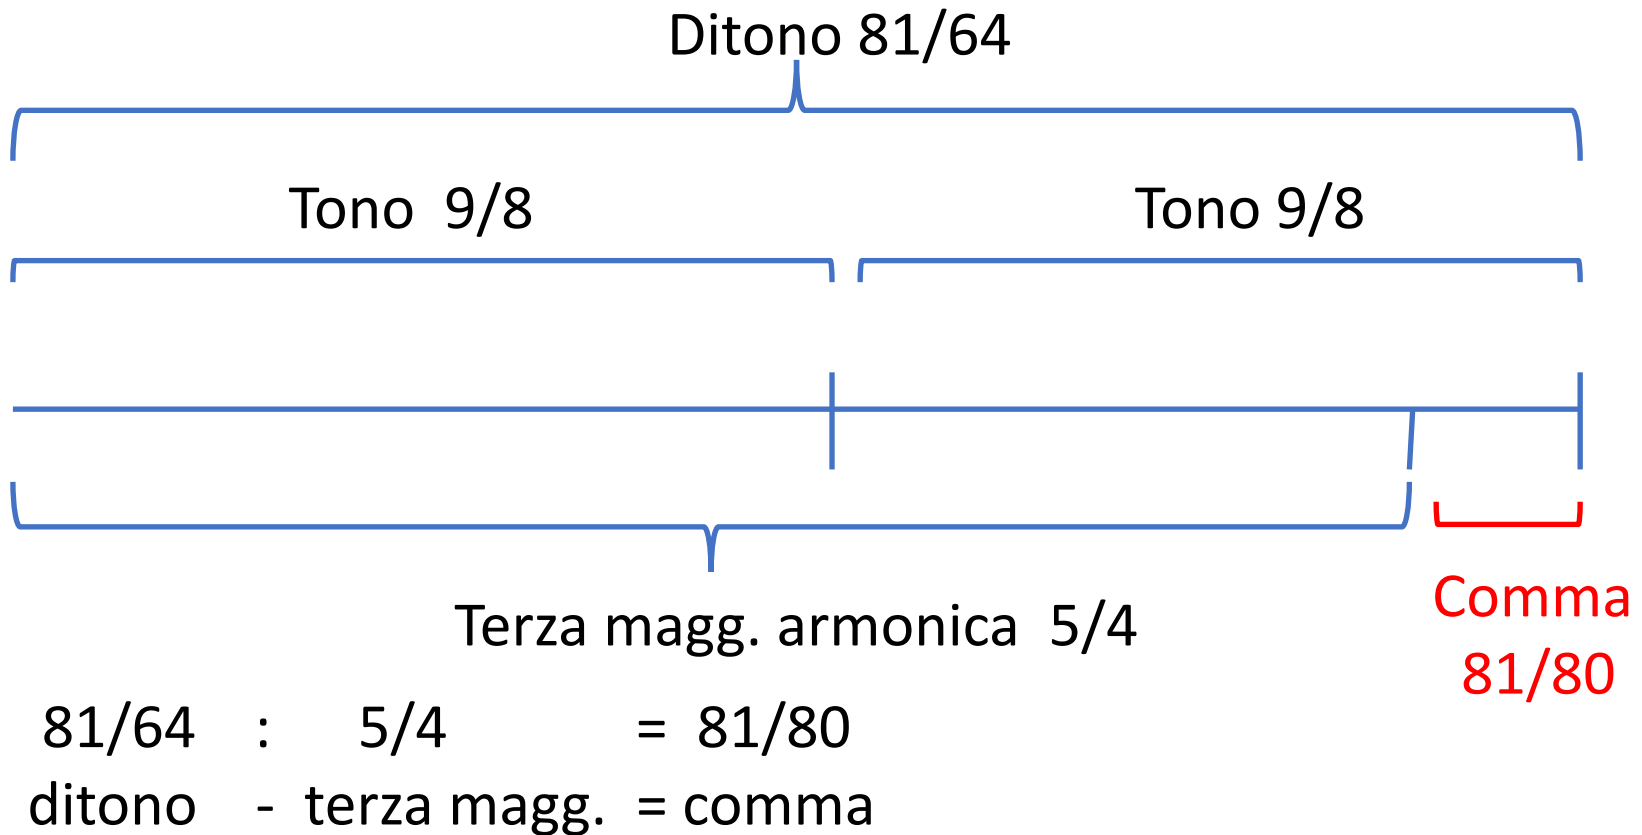 Ditono 81/64
Tono 9/8 Tono 9/8
Terza magg. armonica 5/4
Comma
81/80
81/64 : 5/4 = 81/80
ditono - terza magg. = comma